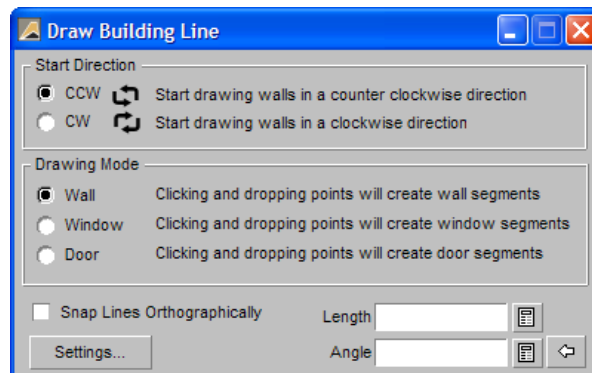 Draw Building Line
Start Direction
CCW Start drawing walls in a counter clockwise direction
CW Start drawing walls in a clockwise direction
Drawing Mode
Wall Clicking and dropping points will create wall segments
Window Clicking and dropping points will create window segments
Door Clicking and dropping points will create door segments
Snap Lines Orthographically Length
Settings... Angle